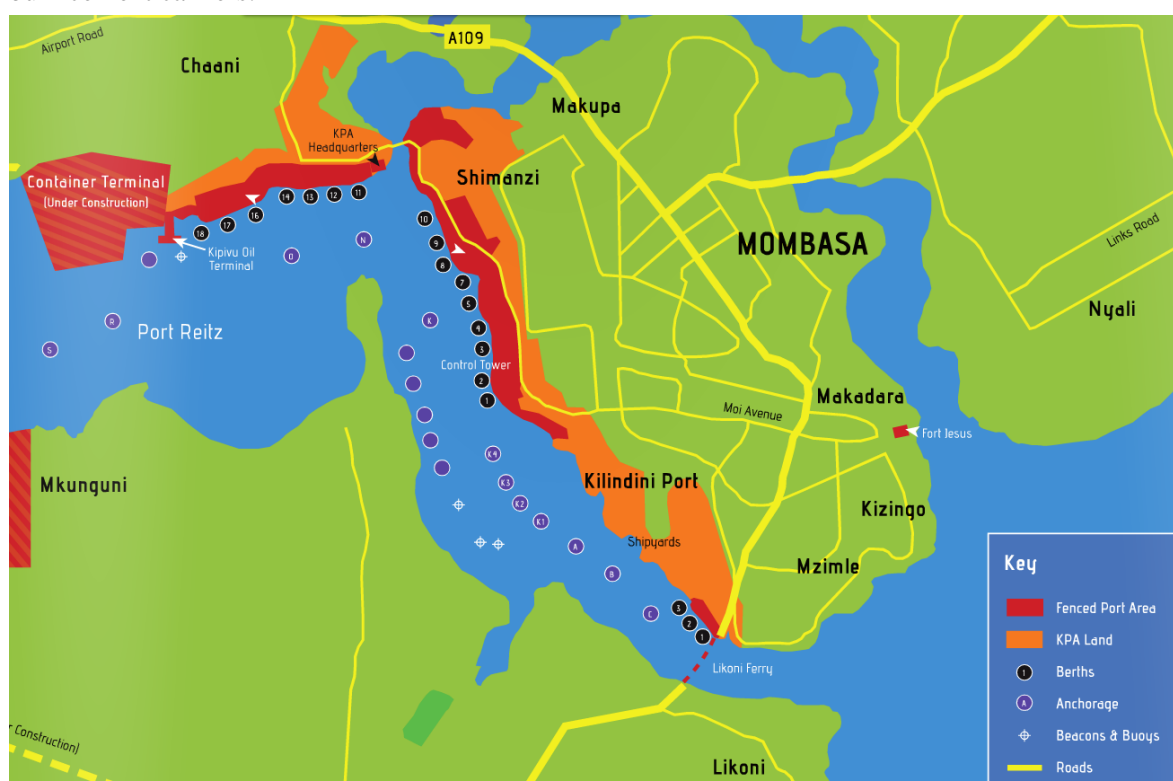 A109
Airport Road
Chaani
Makupa
KPA
Headquarters
Shimanzi
Container Terminal
(Under Construction)
14
13
12
11
16
17
18
10
9
8
7
5
4
3
2
1
N
O
K
R
S
Kipivu Oil
Terminal
MOMBASA
Links Road
Nyali
Port Reitz
Control Tower
Makadara
Moi Avenue
Fort Jesus
Mkunguni
Kilindini Port
K4
K3
K2
K1
A
B
C
Kizingo
Shipyards
Mzimle
3
2
1
Likoni Ferry
Likoni
r Construction)
Key
Fenced Port Area
KPA Land
1 Berths
A Anchorage
Beacons & Buoys
Roads